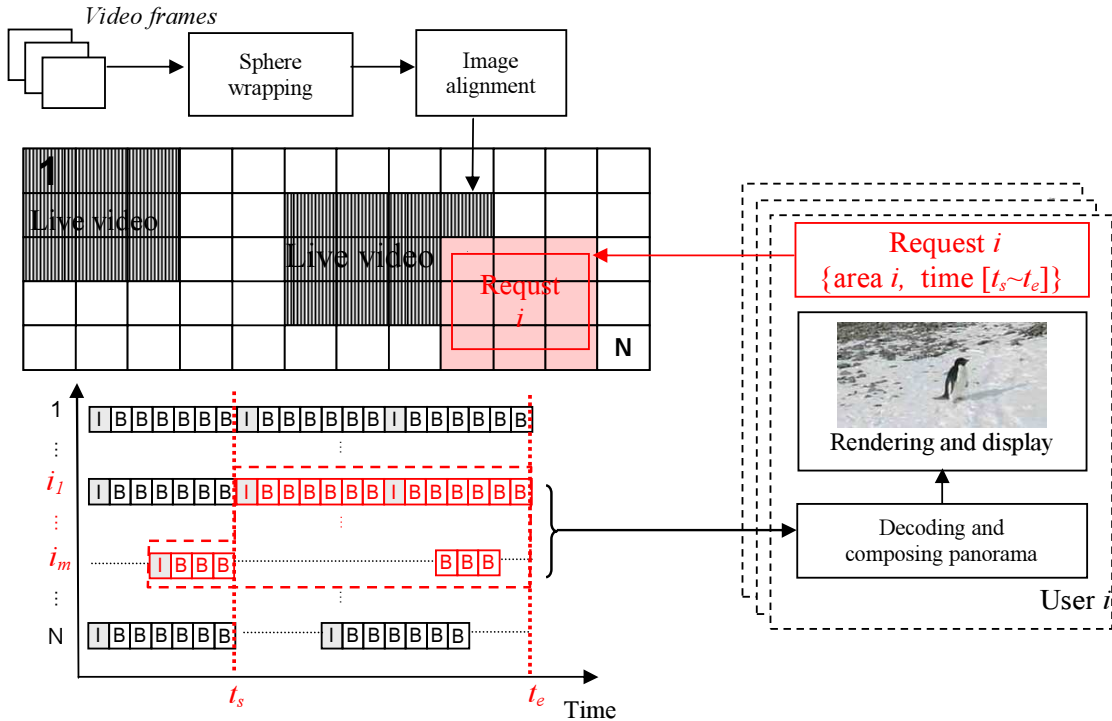 Video frames
Sphere
wrapping
Image
alignment
1
Live video
Live video
Requst
i
N
Request i
{area i, time [ts~te]}
Rendering and display
Decoding and
composing panorama
User i
1
I B B B B B B I B B B B B B I B B B B B B
i1
I B B B B B B I B B B B B B I B B B B B B
im
I B B B B B B
N
I B B B B B B I B B B B B B
ts
te
Time